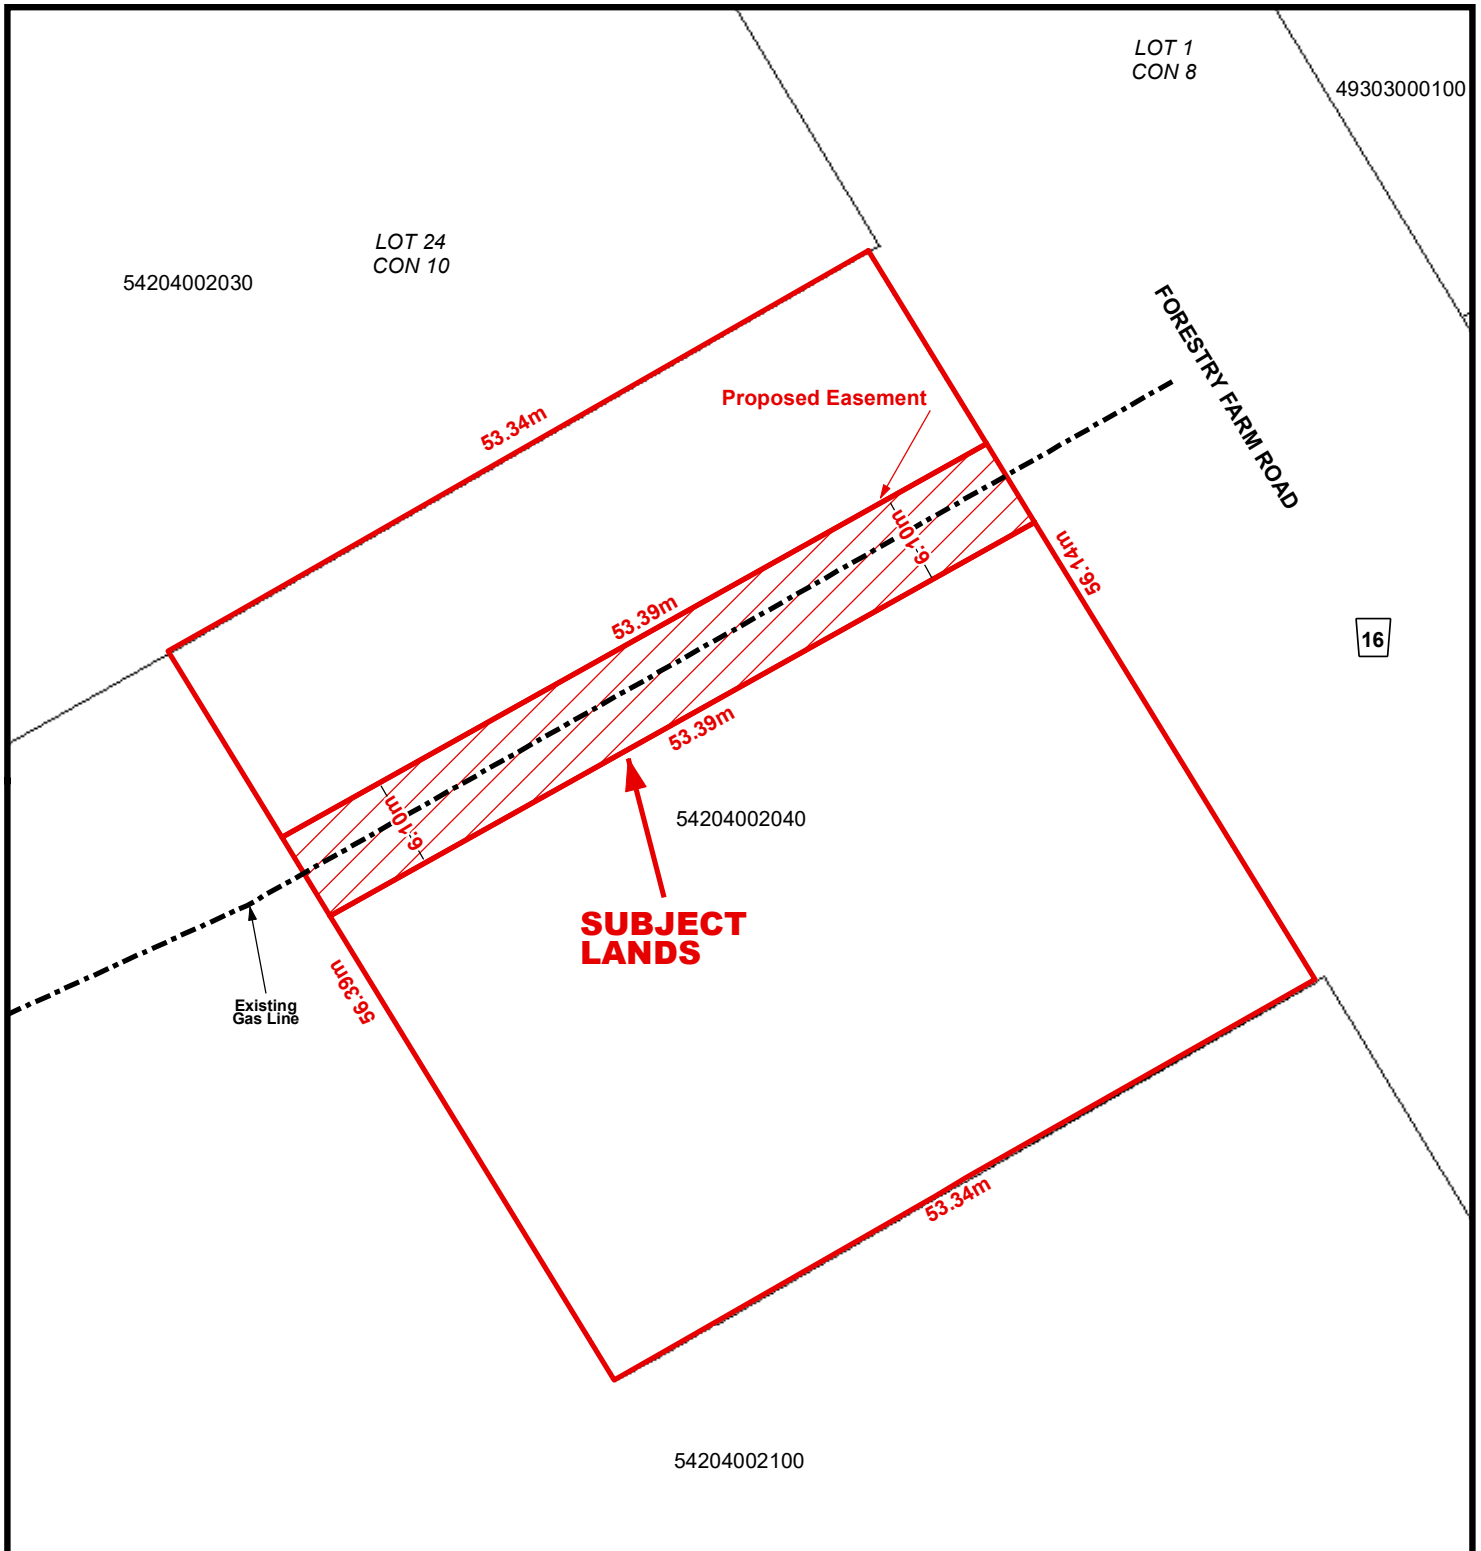 LOT 1
CON 8
49303000100
LOT 24
CON 10
54204002030
FORESTRY FARM ROAD
Proposed Easement
53.34m
6.10m
56.14m
53.39m
16
53.39m
6.10m
54204002040
SUBJECT
LANDS
56.39m
Existing
Gas Line
53.34m
54204002100